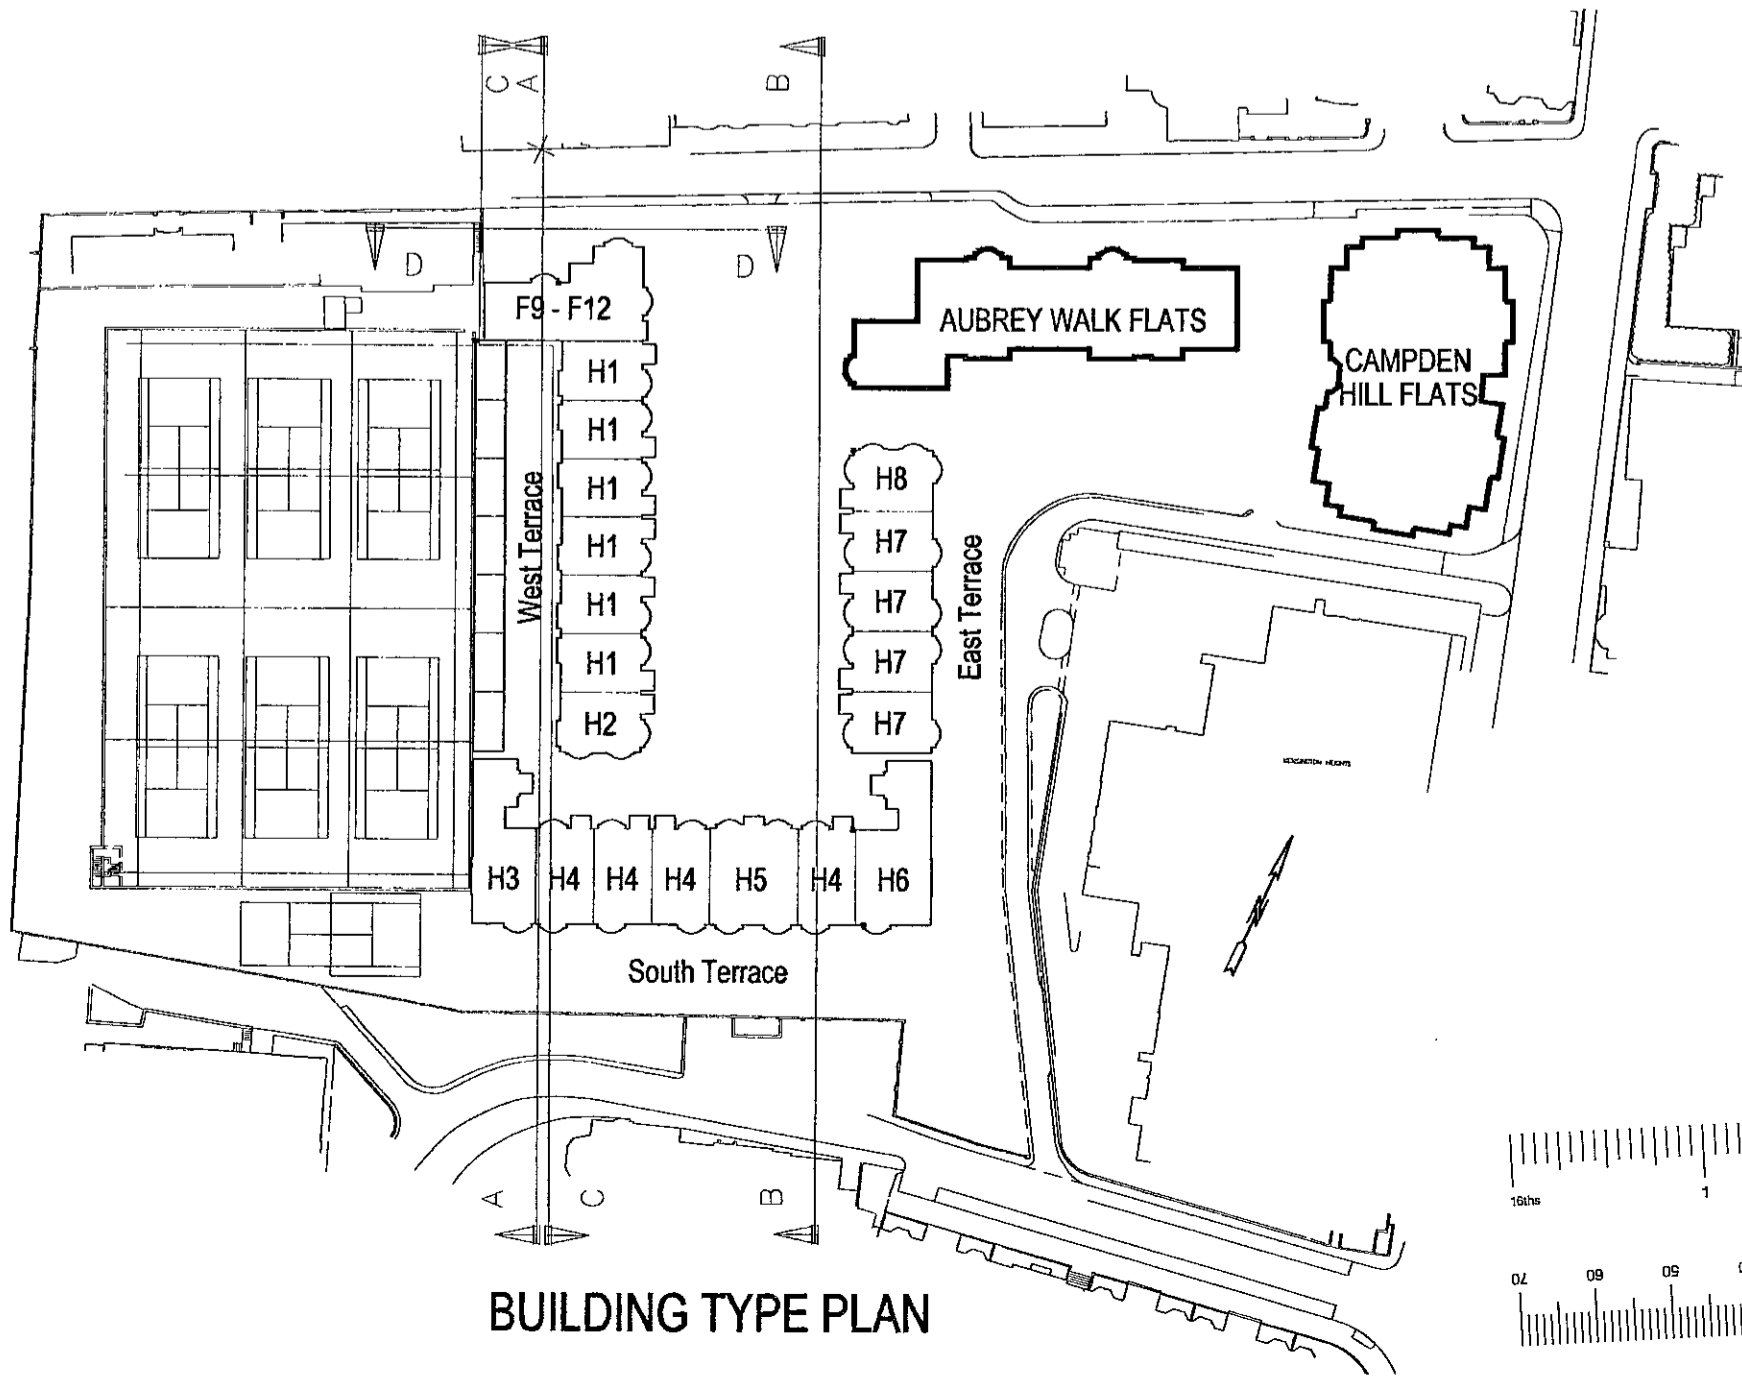 C
A
B
D
D
F9 - F12
AUBREY WALK FLATS
CAMPDEN
HILL FLATS
H1
H1
H1
H1
H1
H1
H2
West Terrace
H8
H7
H7
H7
H7
East Terrace
KENSINGTON HEIGHTS
H3
H4
H4
H4
H5
H4
H6
N
South Terrace
A
C
B
16ths
1
70
60
50
BUILDING TYPE PLAN